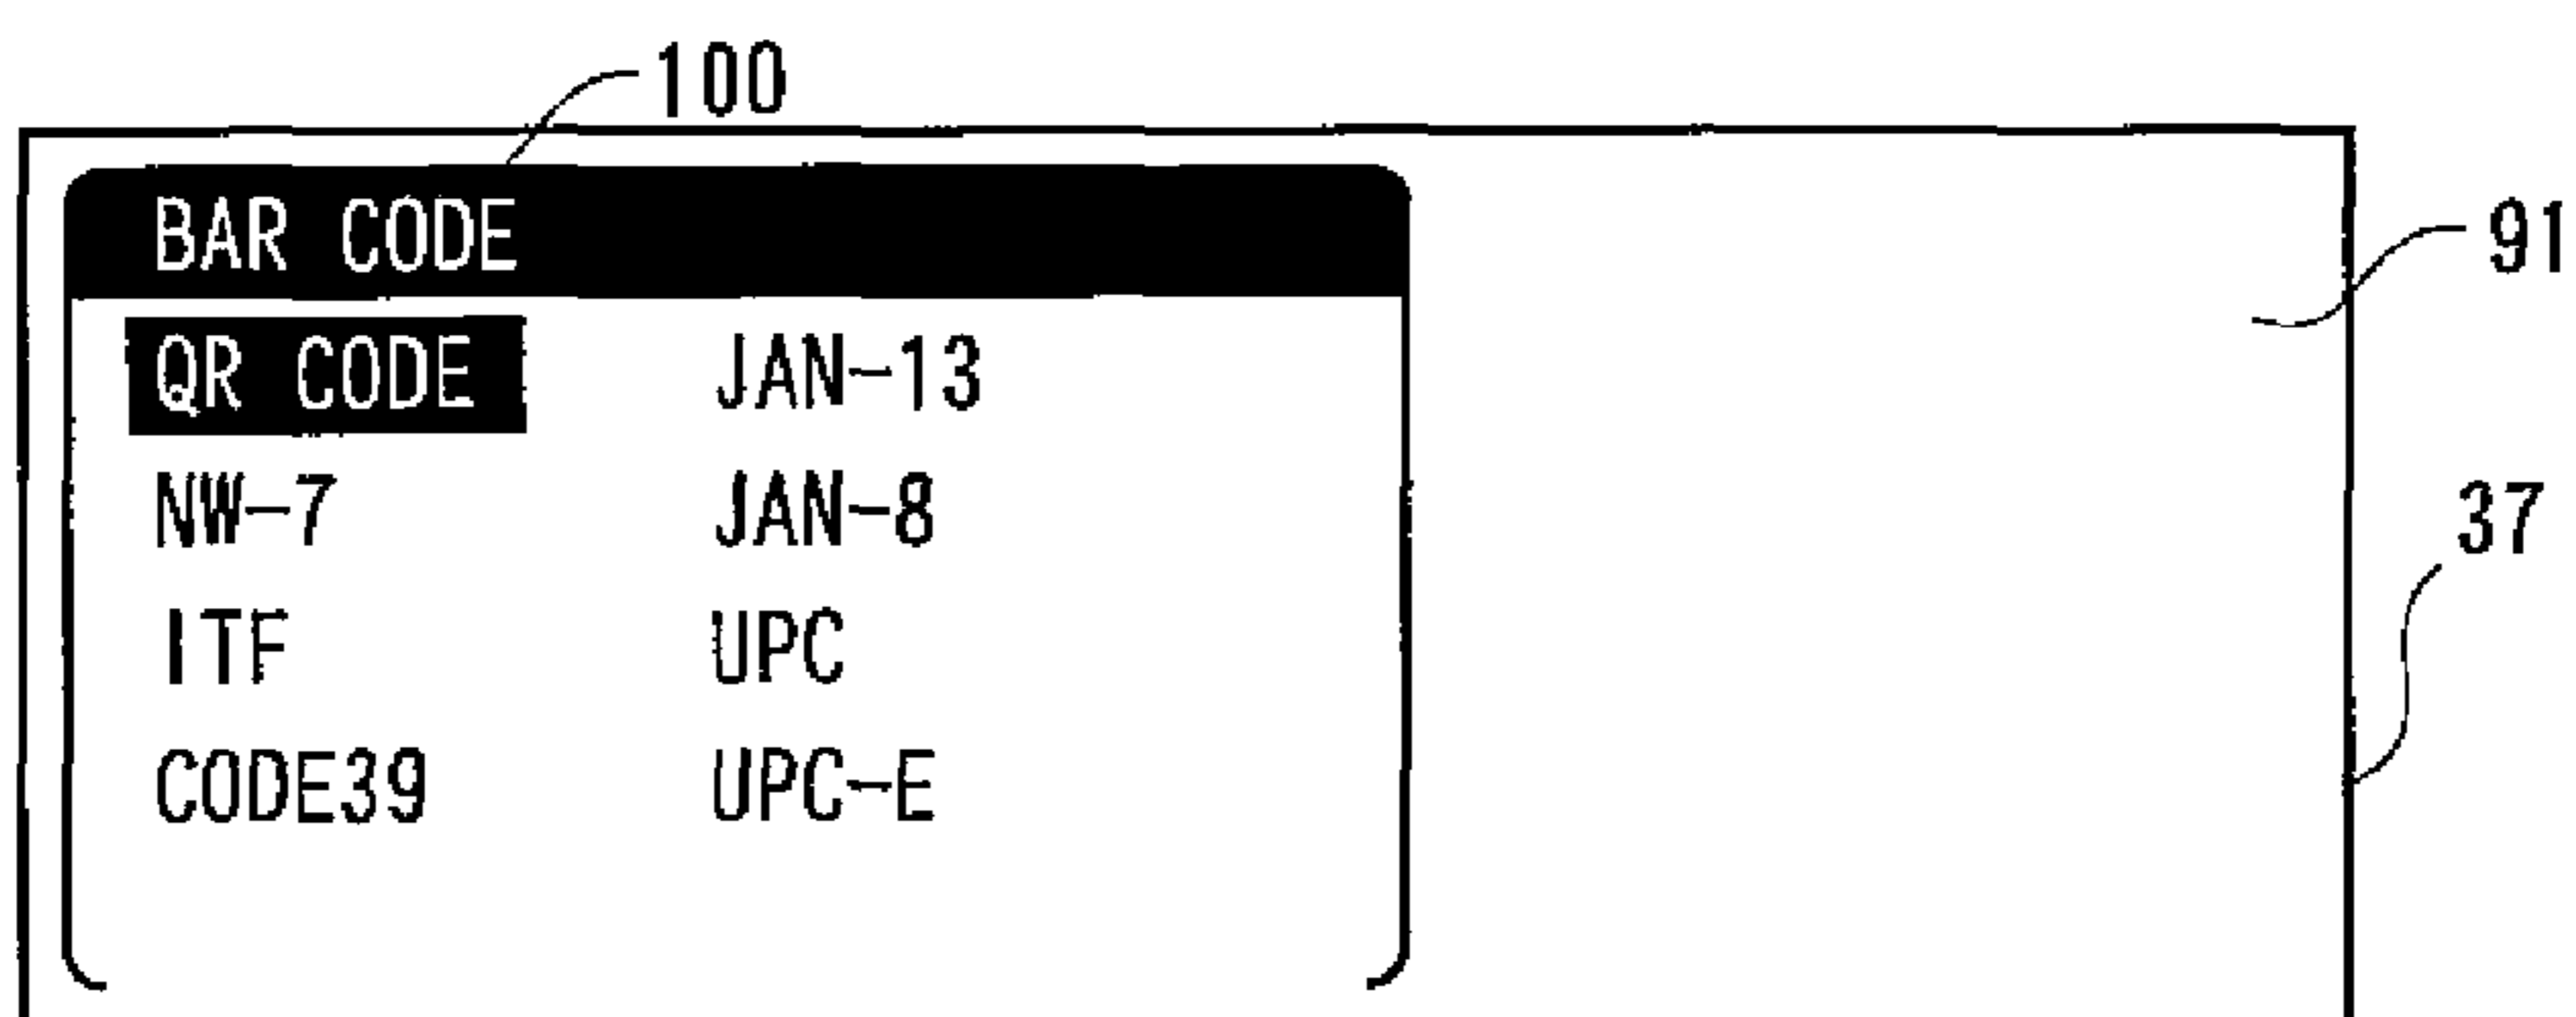 100
BAR CODE
91
QR CODE JAN-13
NW-7 JAN-8
37
ITF UPC
CODE39 UPC-E